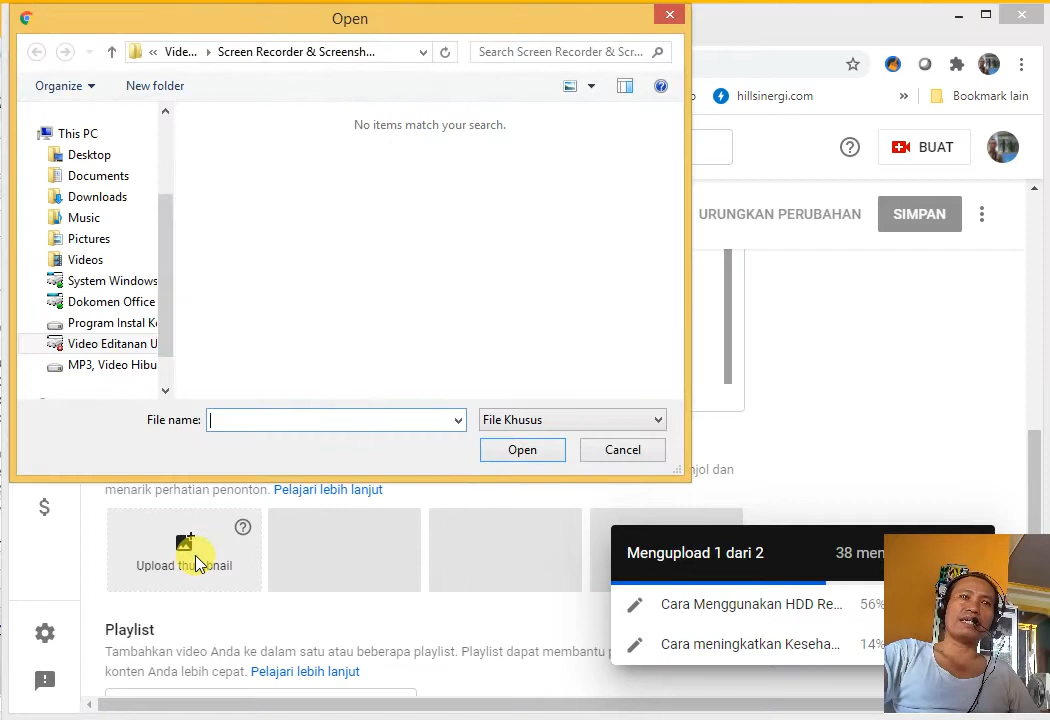 Open
« Vide... Screen Recorder & Screensh...
Search Screen Recorder & Scr...
Organize
New folder
This PC
Desktop
Documents
Downloads
Music
Pictures
Videos
System Windows
Dokomen Office
Program Instal Ke
Video Editanan U
MP3, Video Hibu
No items match your search.
File name:
File Khusus
Open
Cancel
hillsinergi.com
»
Bookmark lain
BUAT
URUNGKAN PERUBAHAN
SIMPAN
njol dan
menarik perhatian penonton. Pelajari lebih lanjut
Upload thumbnail
Mengupload 1 dari 2
38 men
Cara Menggunakan HDD Re... 56%
Cara meningkatkan Keseha... 14%
Playlist
Tambahkan video Anda ke dalam satu atau beberapa playlist. Playlist dapat membantu
konten Anda lebih cepat. Pelajari lebih lanjut